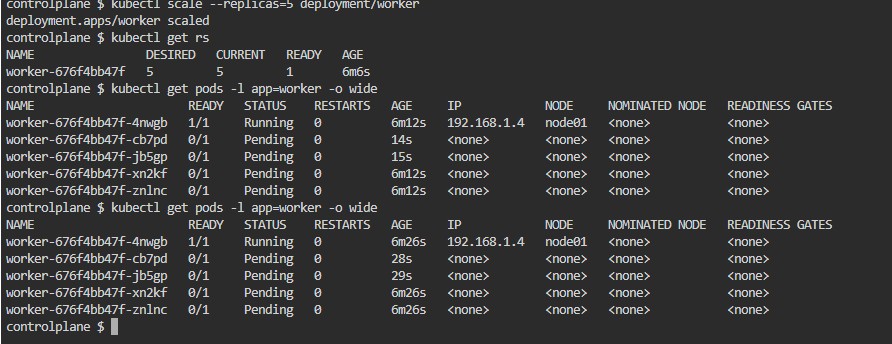 controlplane $ kubectl scale --replicas=5 deployment/worker
deployment.apps/worker scaled
controlplane $ kubectl get rs
NAME                DESIRED   CURRENT   READY   AGE
worker-676f4bb47f   5         5         1       6m6s
controlplane $ kubectl get pods -l app=worker -o wide
NAME                      READY   STATUS    RESTARTS   AGE     IP            NODE     NOMINATED NODE   READINESS GATES
worker-676f4bb47f-4nwgb   1/1     Running   0          6m12s   192.168.1.4   node01   <none>           <none>
worker-676f4bb47f-cb7pd   0/1     Pending   0          14s     <none>        <none>   <none>           <none>
worker-676f4bb47f-jb5gp   0/1     Pending   0          15s     <none>        <none>   <none>           <none>
worker-676f4bb47f-xn2kf   0/1     Pending   0          6m12s   <none>        <none>   <none>           <none>
worker-676f4bb47f-znlnc   0/1     Pending   0          6m12s   <none>        <none>   <none>           <none>
controlplane $ kubectl get pods -l app=worker -o wide
NAME                      READY   STATUS    RESTARTS   AGE     IP            NODE     NOMINATED NODE   READINESS GATES
worker-676f4bb47f-4nwgb   1/1     Running   0          6m26s   192.168.1.4   node01   <none>           <none>
worker-676f4bb47f-cb7pd   0/1     Pending   0          28s     <none>        <none>   <none>           <none>
worker-676f4bb47f-jb5gp   0/1     Pending   0          29s     <none>        <none>   <none>           <none>
worker-676f4bb47f-xn2kf   0/1     Pending   0          6m26s   <none>        <none>   <none>           <none>
worker-676f4bb47f-znlnc   0/1     Pending   0          6m26s   <none>        <none>   <none>           <none>
controlplane $